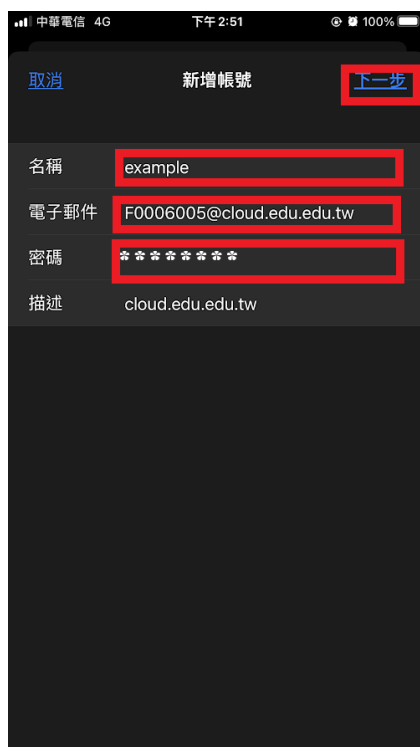 中華電信 4G 下午 2:51 100%
取消 新增帳號 下一步
名稱 example
電子郵件 F0006005@cloud.edu.edu.tw
密碼 ********
描述 cloud.edu.edu.tw